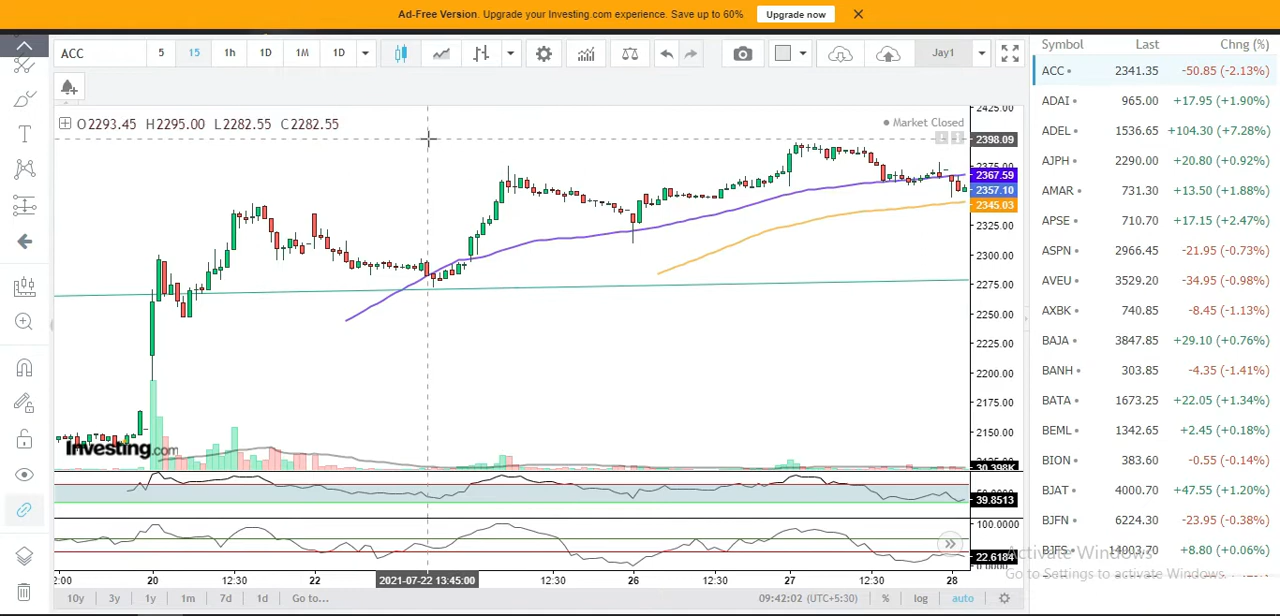 Ad-Free Version. Upgrade your Investing.com experience. Save up to 60% Upgrade now
ACC 5 15 1h 1D 1M 1D Jay1
O2293.45 H2295.00 L2282.55 C2282.55
Market Closed
2425.00
2398.09
2375.00
2367.59
2357.10
2345.03
2325.00
2300.00
2275.00
2250.00
2225.00
2200.00
2175.00
2150.00
30.398K
39.8513
100.0000
22.6184
Investing.com
2:00 20 12:30 22 2021-07-22 13:45:00 12:30 26 12:30 27 12:30 28
10y 3y 1y 1m 7d 1d Go to... 09:42:02 (UTC+5:30) % log auto
Symbol Last Chng (%)
ACC 2341.35 -50.85 (-2.13%)
ADAI 965.00 +17.95 (+1.90%)
ADEL 1536.65 +104.30 (+7.28%)
AJPH 2290.00 +20.80 (+0.92%)
AMAR 731.30 +13.50 (+1.88%)
APSE 710.70 +17.15 (+2.47%)
ASPN 2966.45 -21.95 (-0.73%)
AVEU 3529.20 -34.95 (-0.98%)
AXBK 740.85 -8.45 (-1.13%)
BAJA 3847.85 +29.10 (+0.76%)
BANH 303.85 -4.35 (-1.41%)
BATA 1673.25 +22.05 (+1.34%)
BEML 1342.65 +2.45 (+0.18%)
BION 383.60 -0.55 (-0.14%)
BJAT 4000.70 +47.55 (+1.20%)
BJFN 6224.30 -23.95 (-0.38%)
BJFS 14003.70 +8.80 (+0.06%)
Activate Windows
Go to Settings to activate Windows.